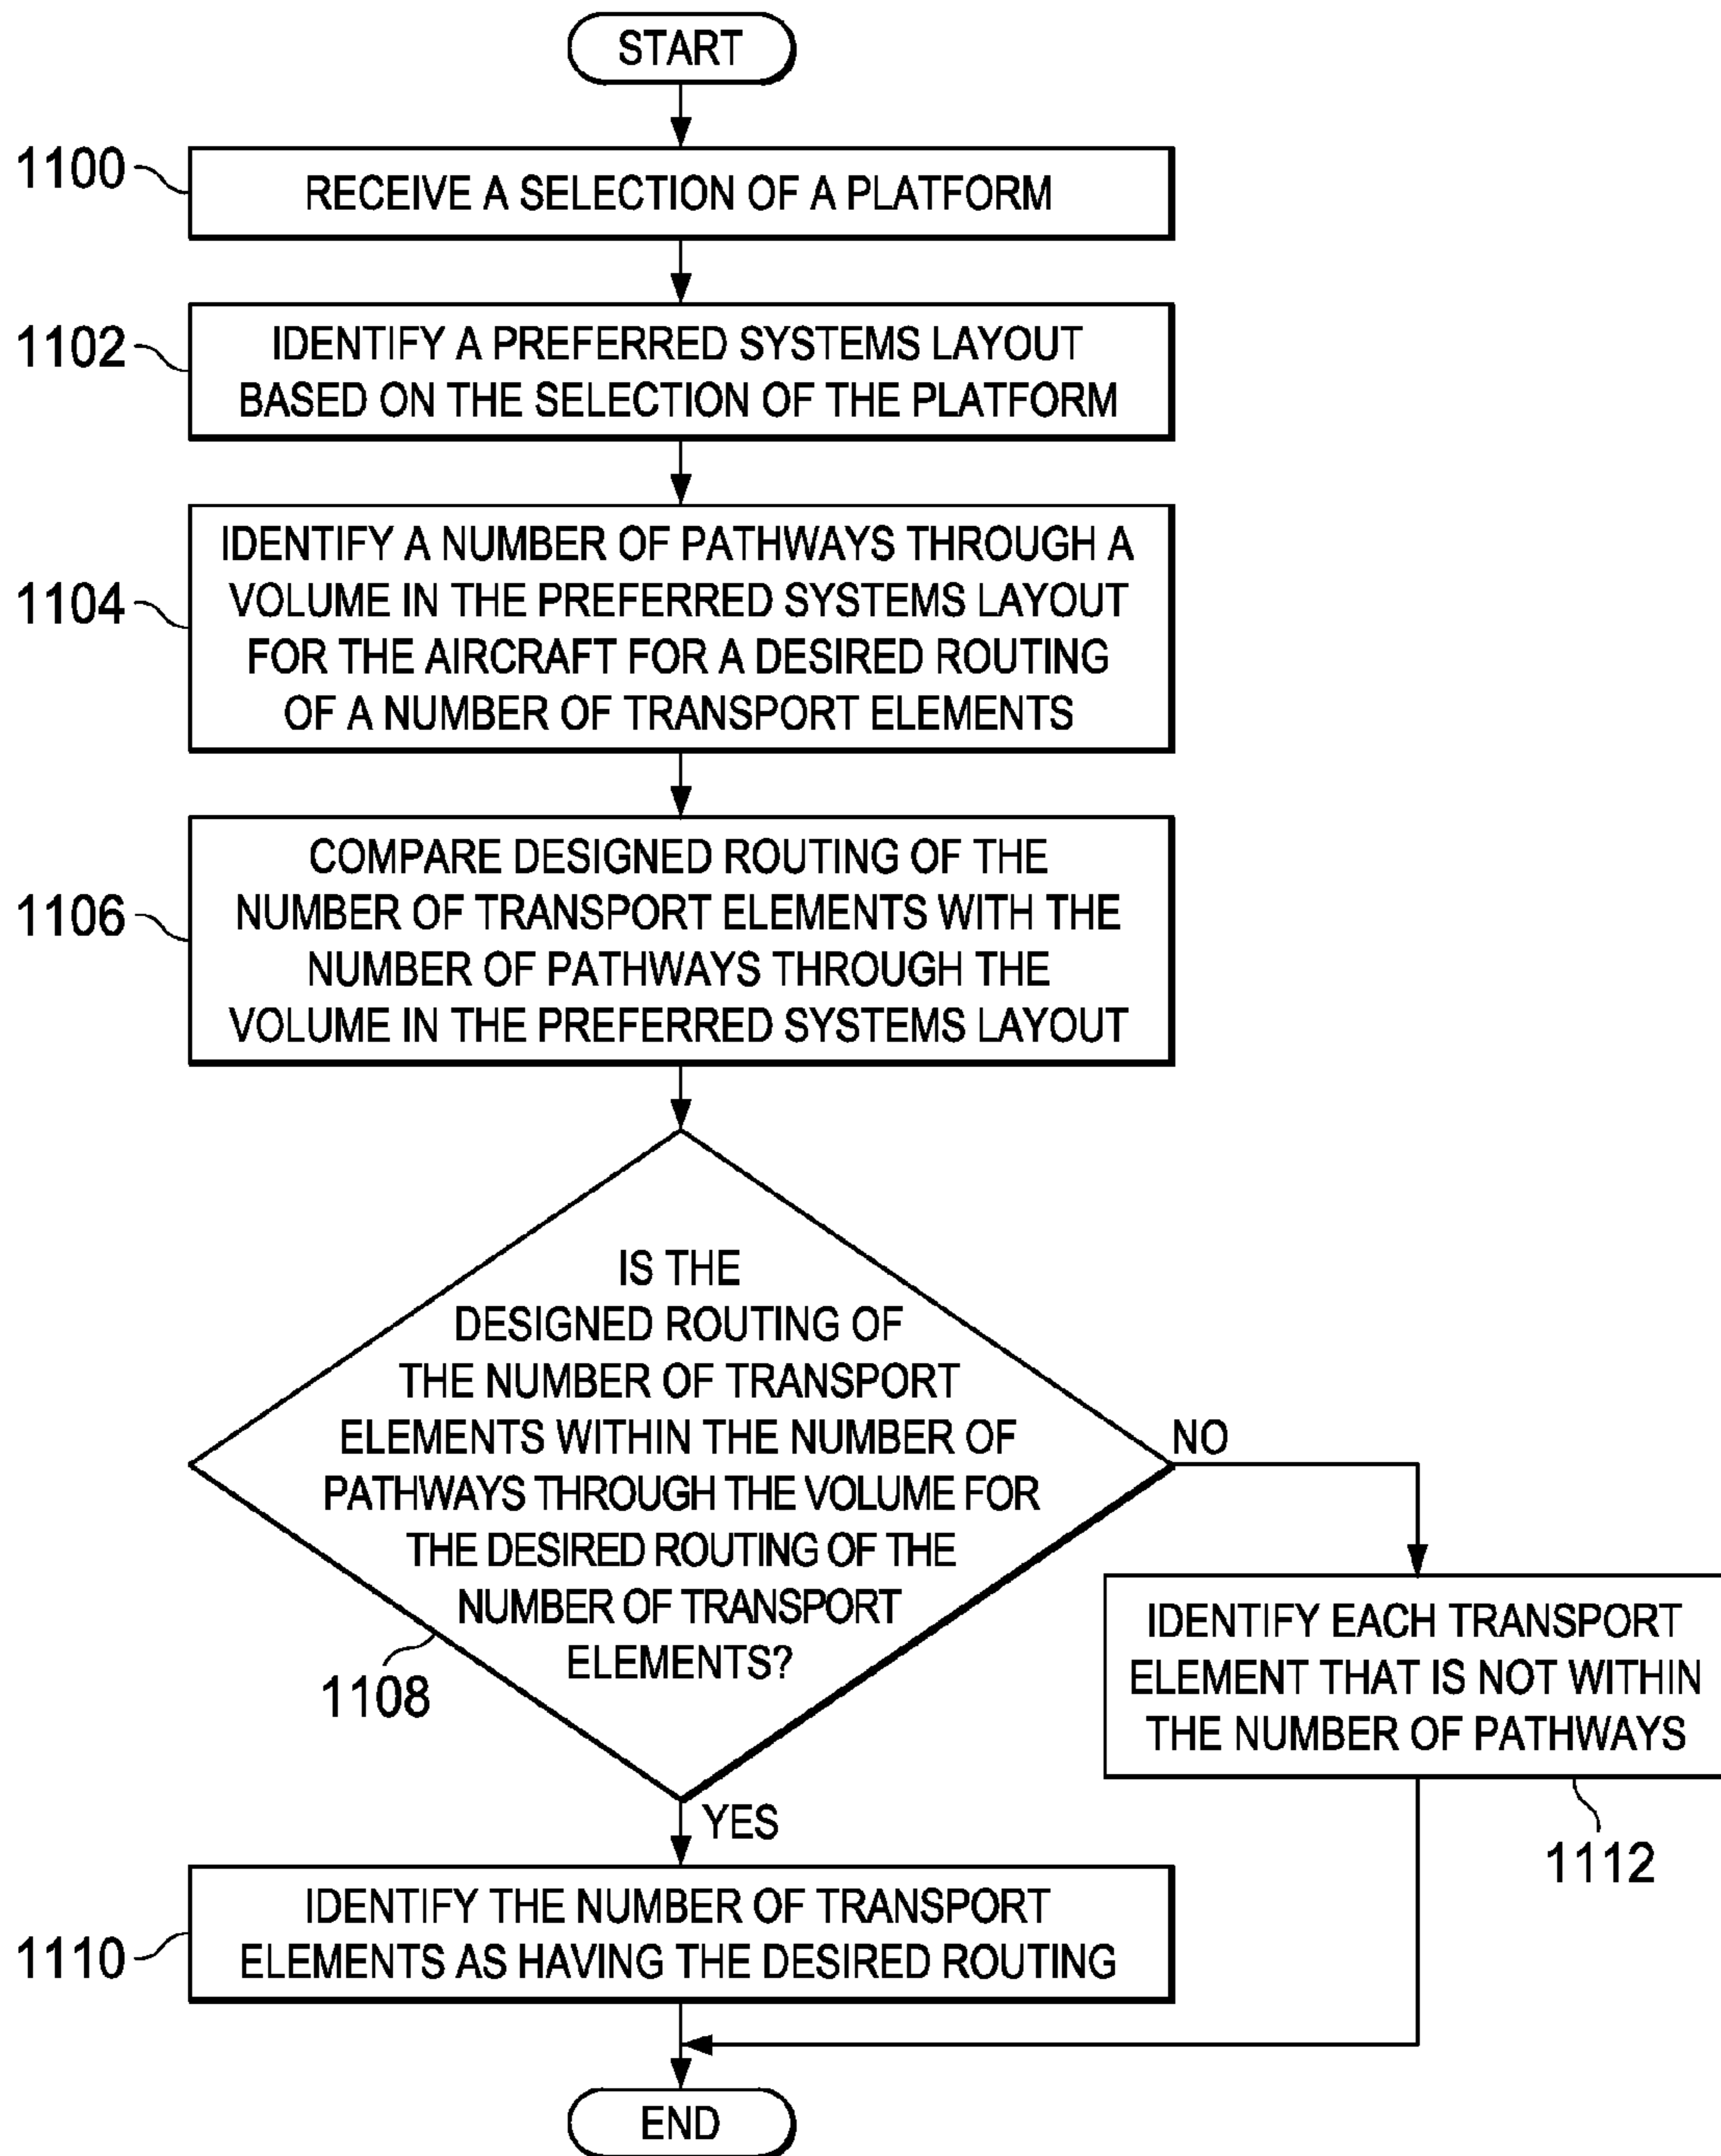 START
1100
RECEIVE A SELECTION OF A PLATFORM
1102
IDENTIFY A PREFERRED SYSTEMS LAYOUT
BASED ON THE SELECTION OF THE PLATFORM
1104
IDENTIFY A NUMBER OF PATHWAYS THROUGH A
VOLUME IN THE PREFERRED SYSTEMS LAYOUT
FOR THE AIRCRAFT FOR A DESIRED ROUTING
OF A NUMBER OF TRANSPORT ELEMENTS
1106
COMPARE DESIGNED ROUTING OF THE
NUMBER OF TRANSPORT ELEMENTS WITH THE
NUMBER OF PATHWAYS THROUGH THE
VOLUME IN THE PREFERRED SYSTEMS LAYOUT
IS THE
DESIGNED ROUTING OF
THE NUMBER OF TRANSPORT
ELEMENTS WITHIN THE NUMBER OF
PATHWAYS THROUGH THE VOLUME FOR
THE DESIRED ROUTING OF THE
NUMBER OF TRANSPORT
ELEMENTS?
1108
NO
IDENTIFY EACH TRANSPORT
ELEMENT THAT IS NOT WITHIN
THE NUMBER OF PATHWAYS
1112
YES
1110
IDENTIFY THE NUMBER OF TRANSPORT
ELEMENTS AS HAVING THE DESIRED ROUTING
END